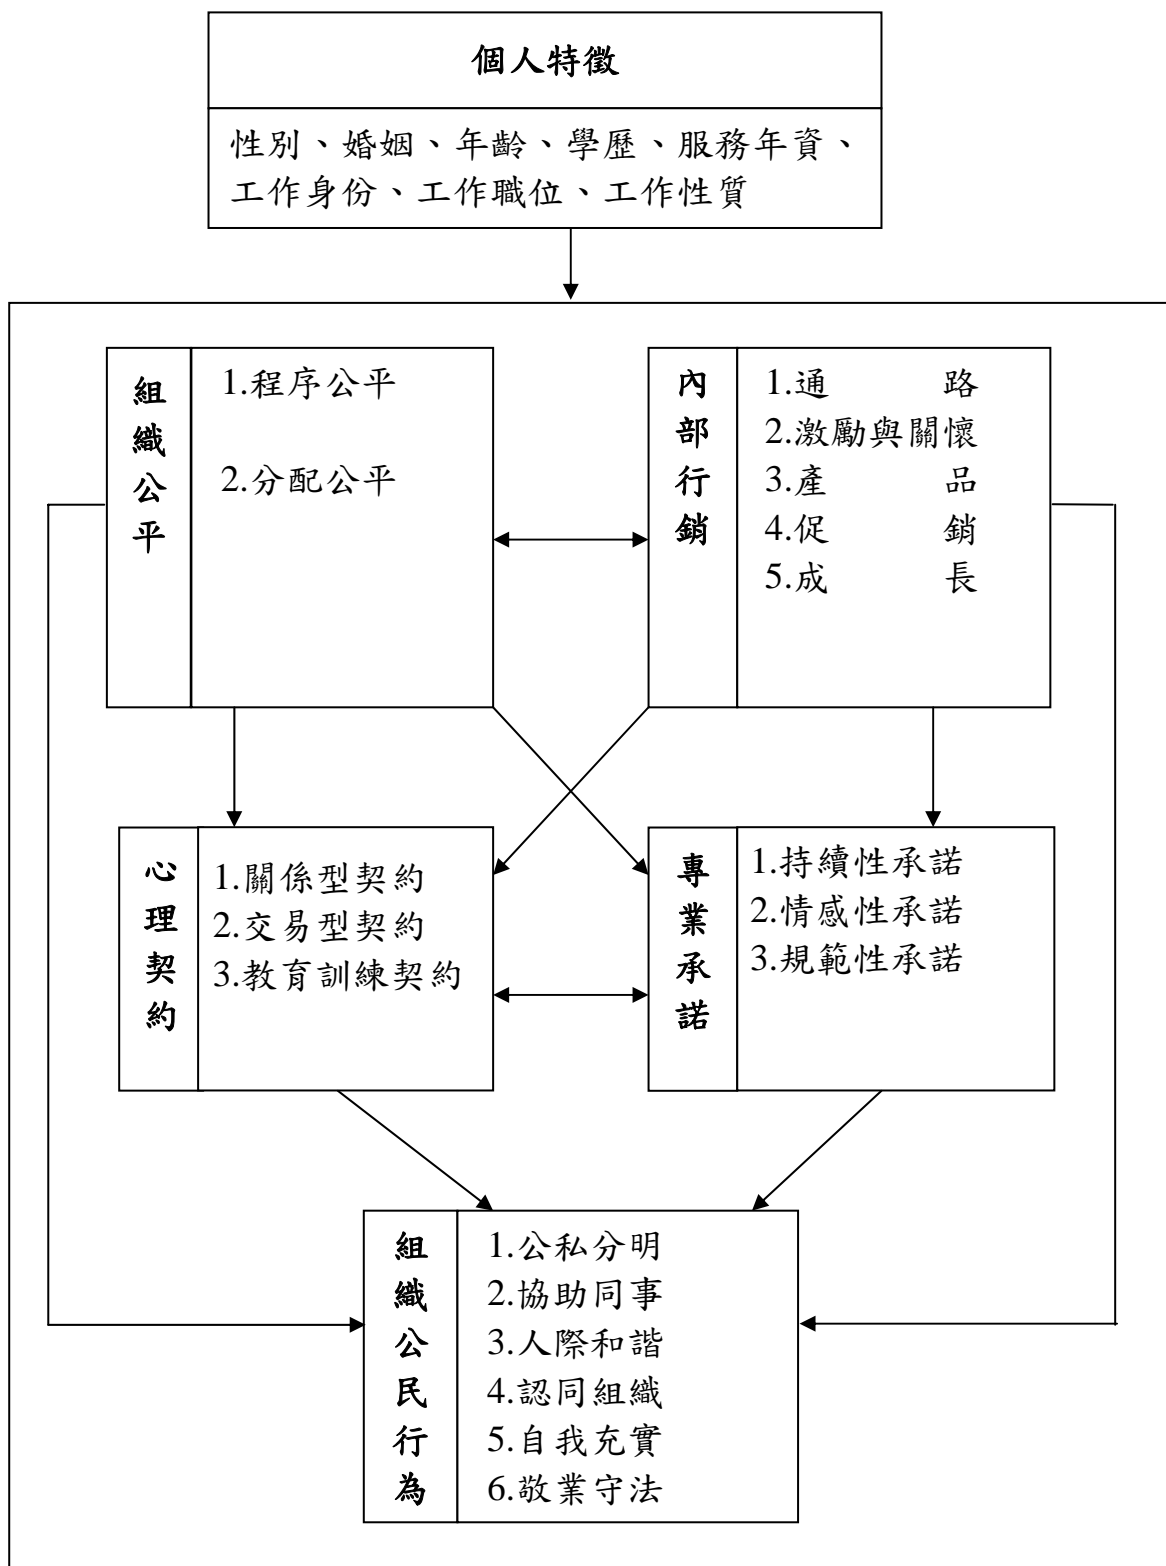 個人特徵
性別、婚姻、年齡、學歷、服務年資、
工作身份、工作職位、工作性質
組織公平
1.程序公平
2.分配公平
內部行銷
1.通 路
2.激勵與關懷
3.產 品
4.促 銷
5.成 長
心理契約
1.關係型契約
2.交易型契約
3.教育訓練契約
專業承諾
1.持續性承諾
2.情感性承諾
3.規範性承諾
組織公民行為
1.公私分明
2.協助同事
3.人際和諧
4.認同組織
5.自我充實
6.敬業守法